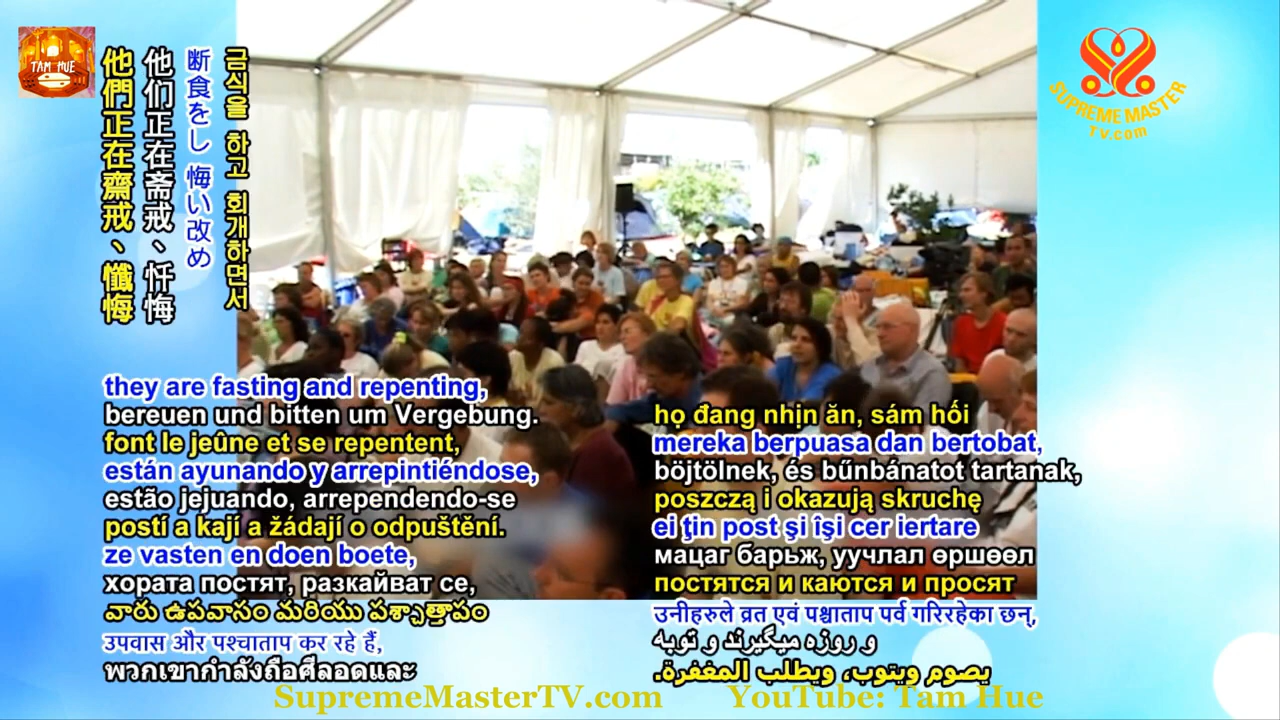 TAM HUE
他們正在齋戒、懺悔
他们正在斋戒、忏悔
断食をし 悔い改め
금식을 하고 회개하면서
SUPREME MASTER
TV.com
they are fasting and repenting,
bereuen und bitten um Vergebung.
font le jeûne et se repentent,
están ayunando y arrepintiéndose,
estão jejuando, arrependendo-se
postí a kají a žádají o odpuštění.
ze vasten en doen boete,
хората постят, разкайват се,
వారు ఉపవాసం మరియు పశ్చాత్తాపం
उपवास और पश्चाताप कर रहे हैं,
พวกเขากำลังถือศีลอดและ
họ đang nhịn ăn, sám hối
mereka berpuasa dan bertobat,
böjtölnek, és bűnbánatot tartanak,
poszczą i okazują skruchę
ei ţin post şi îşi cer iertare
мацаг барьж, уучлал өршөөл
постятся и каются и просят
उनीहरुले व्रत एवं पश्चाताप पर्व गरिरहेका छन्,
و روزه میگیرند و توبه
يصوم ويتوب، ويطلب المغفرة.
SupremeMasterTV.com YouTube: Tam Hue